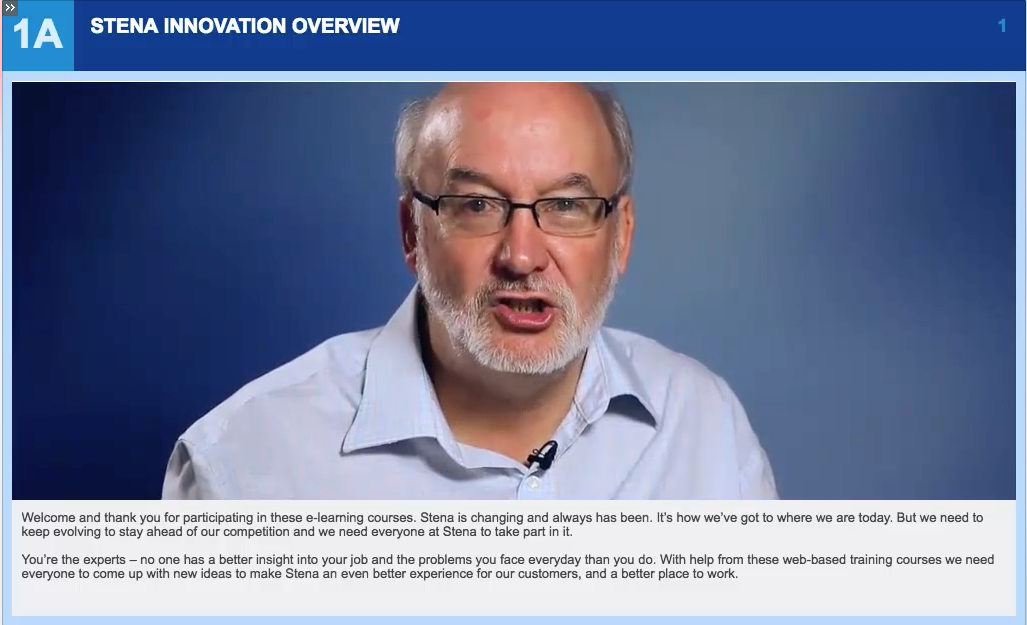 1A
STENA INNOVATION OVERVIEW
1
Welcome and thank you for participating in these e-learning courses. Stena is changing and always has been. It's how we've got to where we are today. But we need to
keep evolving to stay ahead of our competition and we need everyone at Stena to take part in it.
You're the experts – no one has a better insight into your job and the problems you face everyday than you do. With help from these web-based training courses we need
everyone to come up with new ideas to make Stena an even better experience for our customers, and a better place to work.